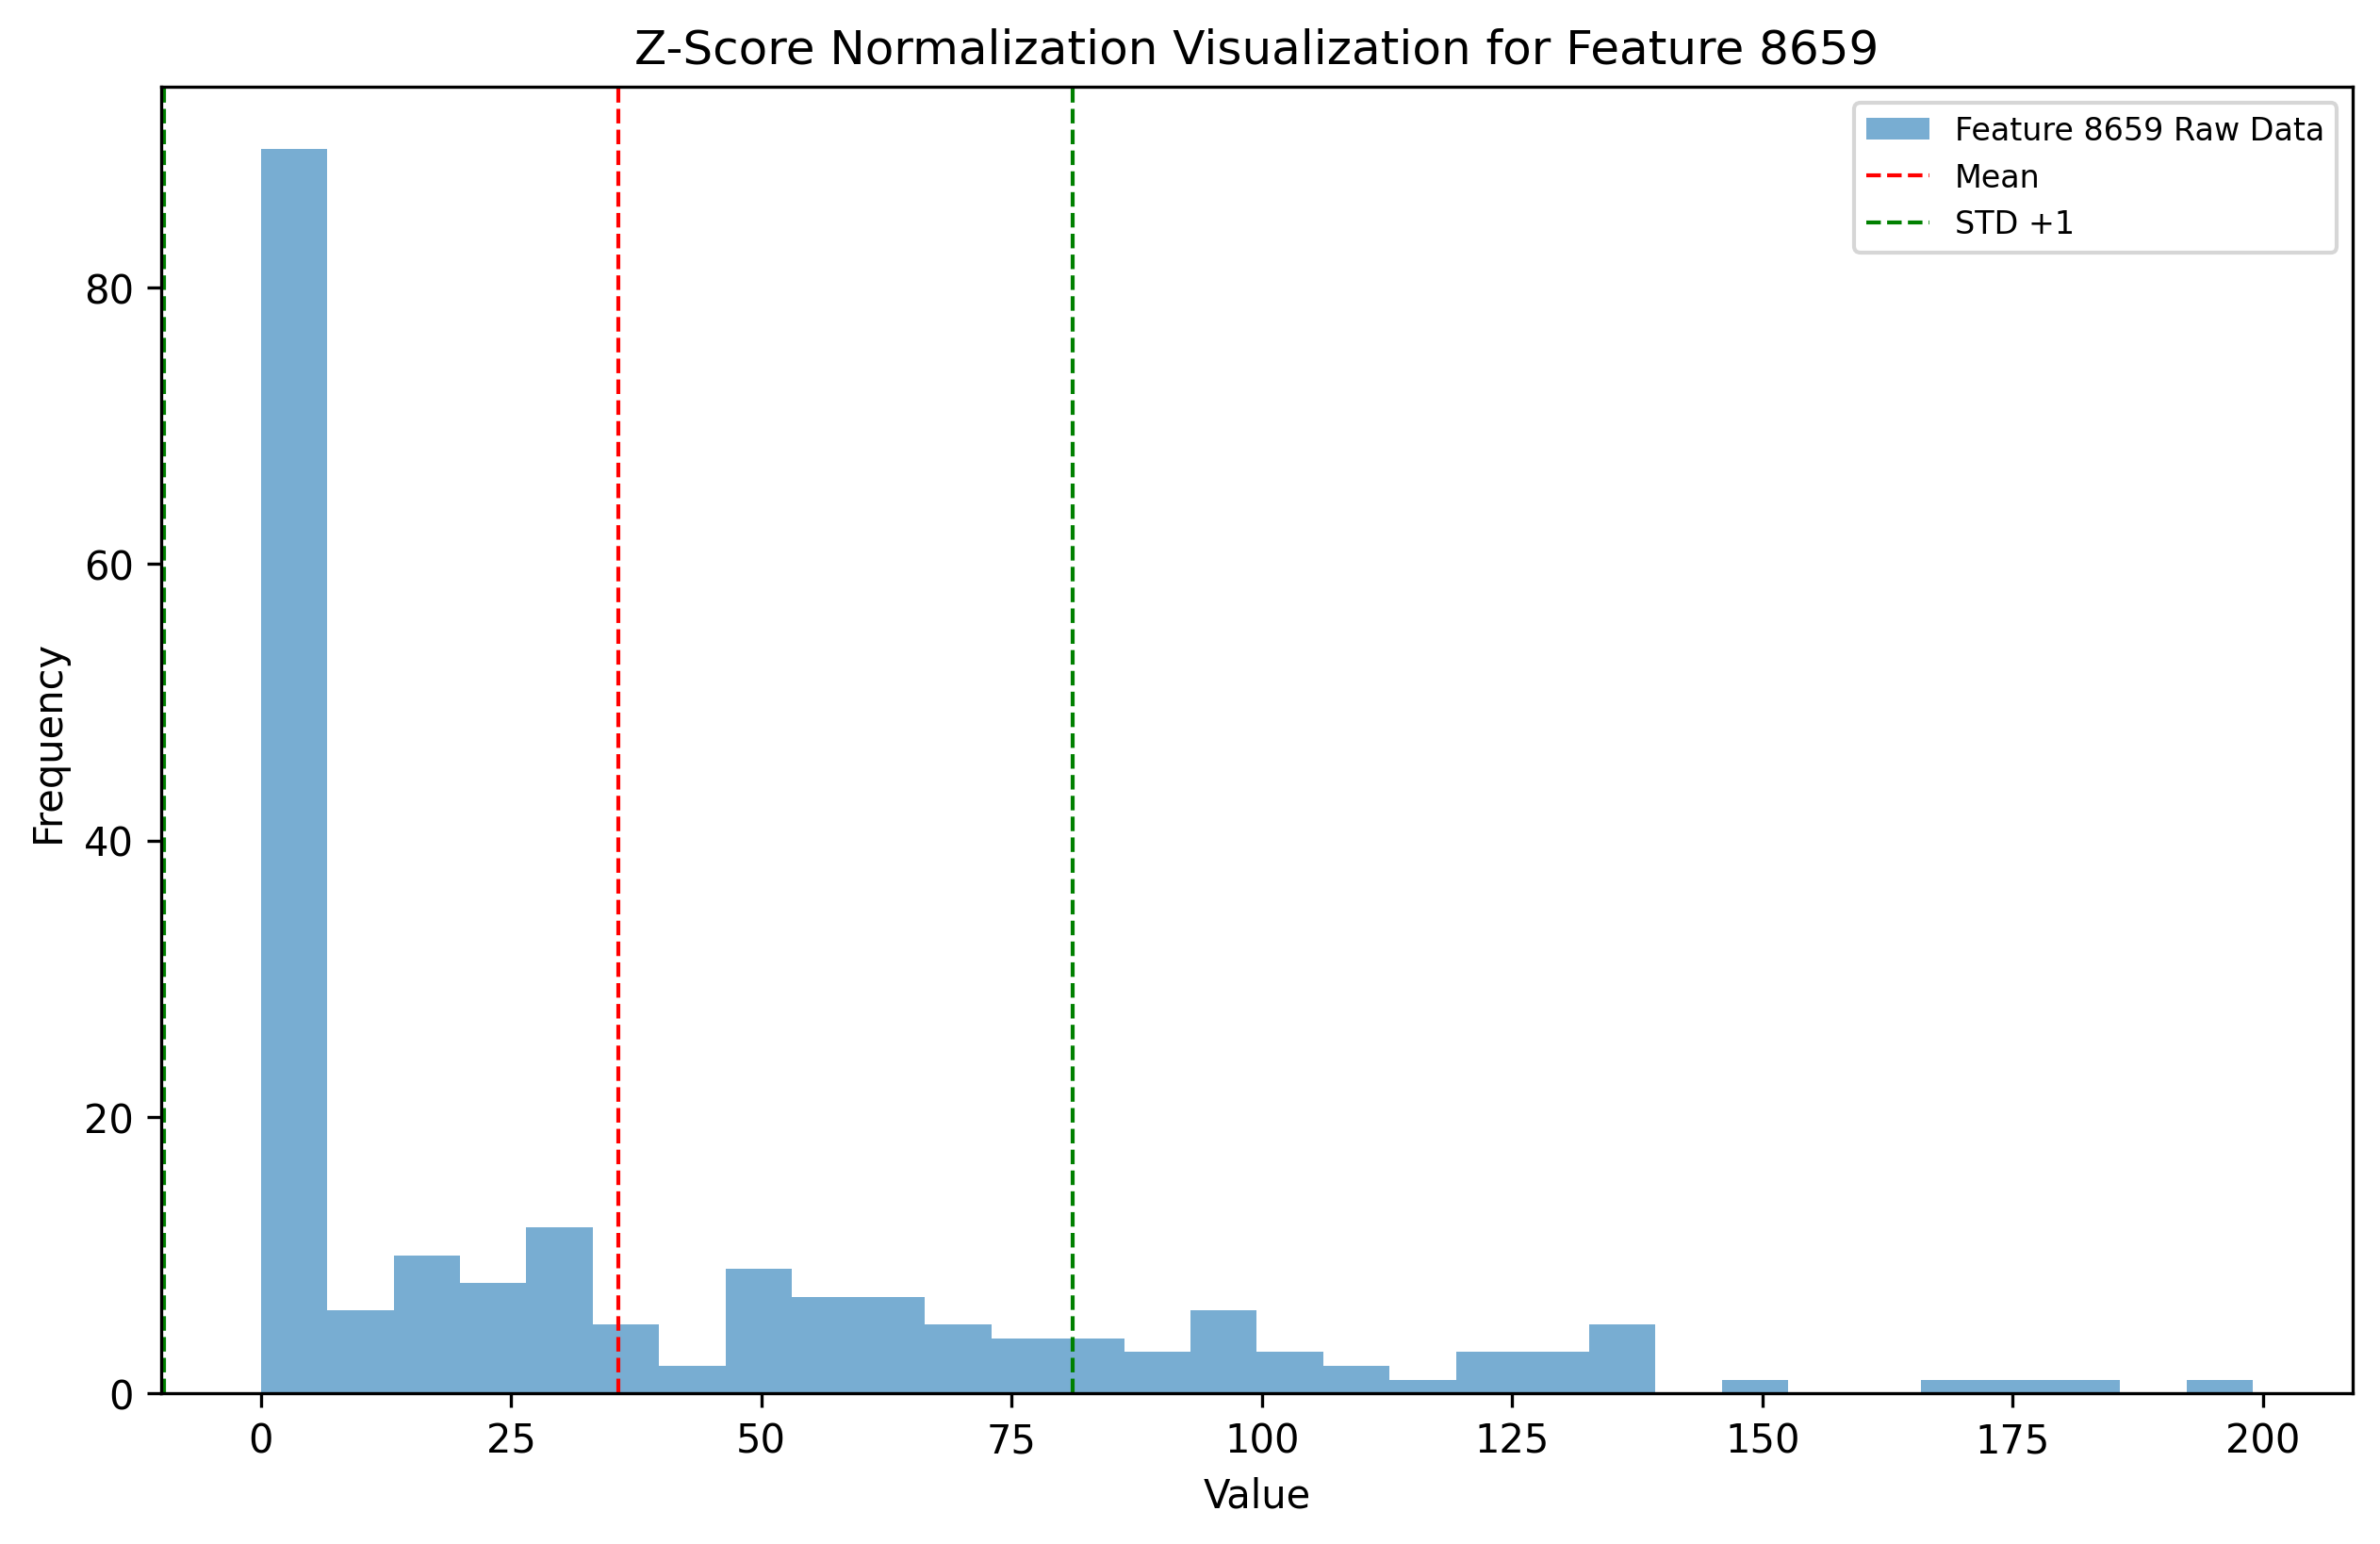 Z-Score Normalization Visualization for Feature 8659
Feature 8659 Raw Data
Mean
STD +1
80
60
40
20
0
Frequency
0 25 50 75 100 125 150 175 200
Value